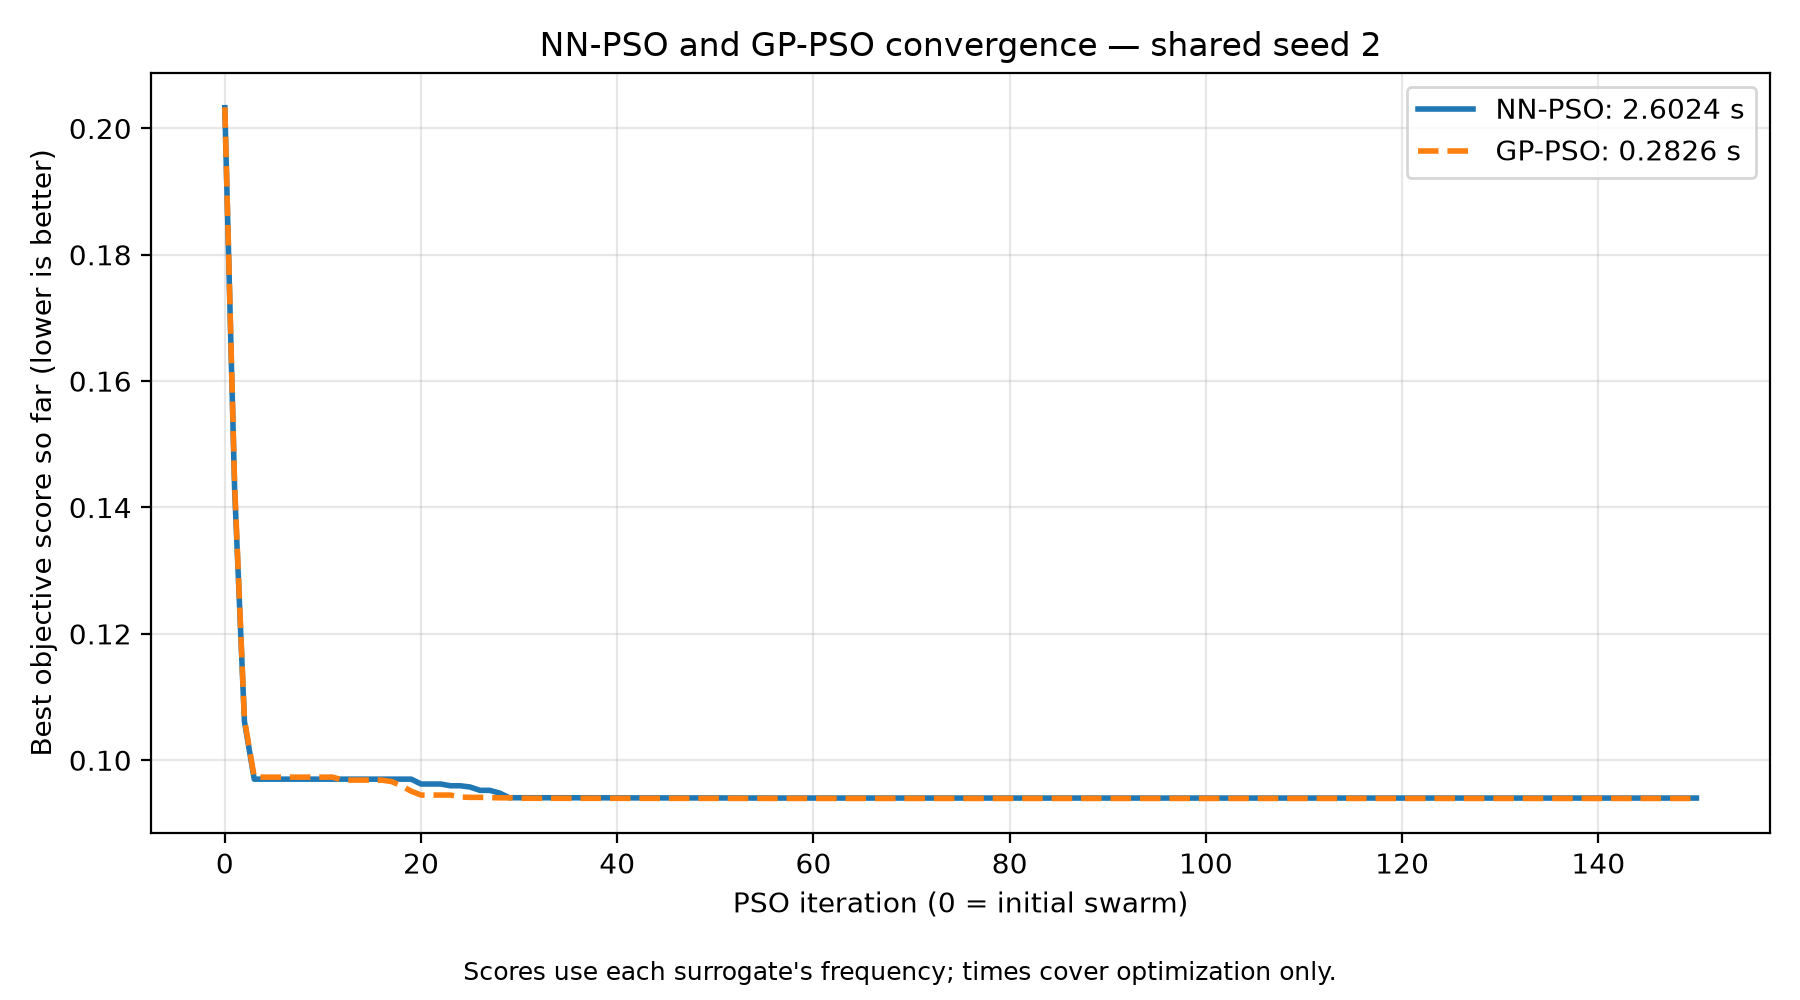 NN-PSO and GP-PSO convergence — shared seed 2
NN-PSO: 2.6024 s
GP-PSO: 0.2826 s
Best objective score so far (lower is better)
0.20
0.18
0.16
0.14
0.12
0.10
0 20 40 60 80 100 120 140
PSO iteration (0 = initial swarm)
Scores use each surrogate's frequency; times cover optimization only.